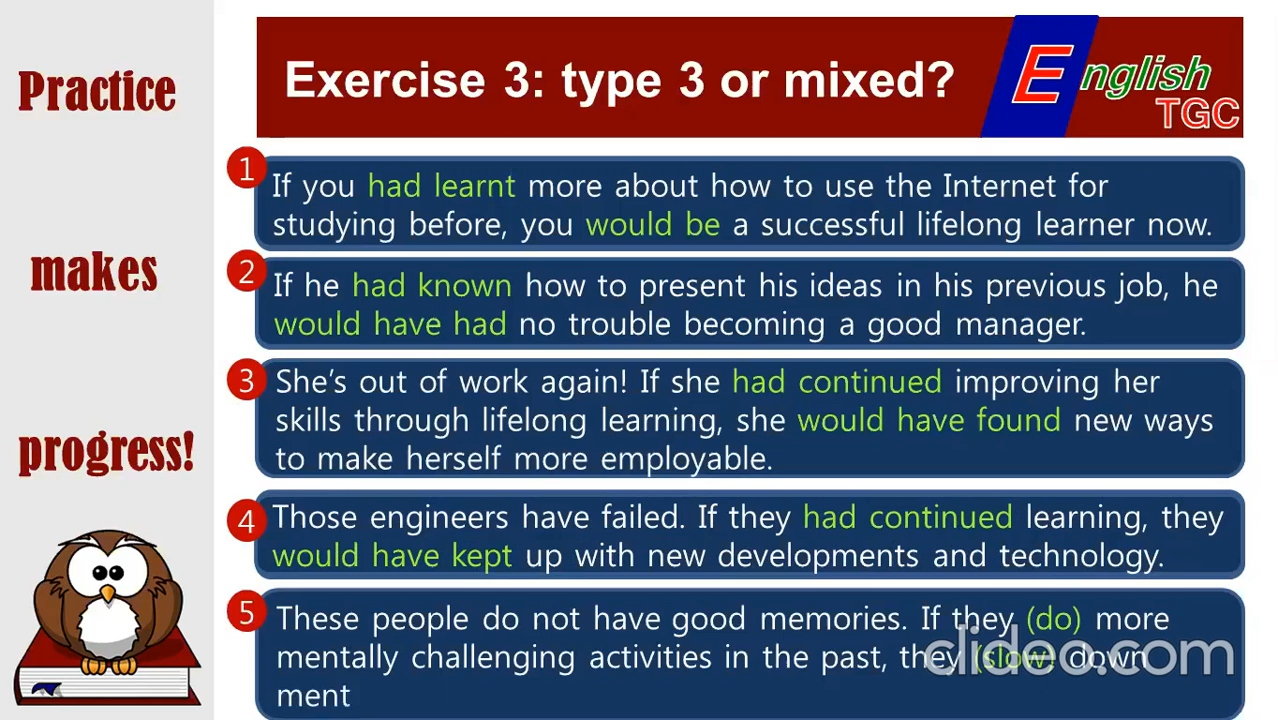 Practice
makes
progress!
Exercise 3: type 3 or mixed?
English
TGC
1
If you had learnt more about how to use the Internet for
studying before, you would be a successful lifelong learner now.
2
If he had known how to present his ideas in his previous job, he
would have had no trouble becoming a good manager.
3
She's out of work again! If she had continued improving her
skills through lifelong learning, she would have found new ways
to make herself more employable.
4
Those engineers have failed. If they had continued learning, they
would have kept up with new developments and technology.
5
These people do not have good memories. If they (do) more
mentally challenging activities in the past, they (slow) down
ment
clideo.com